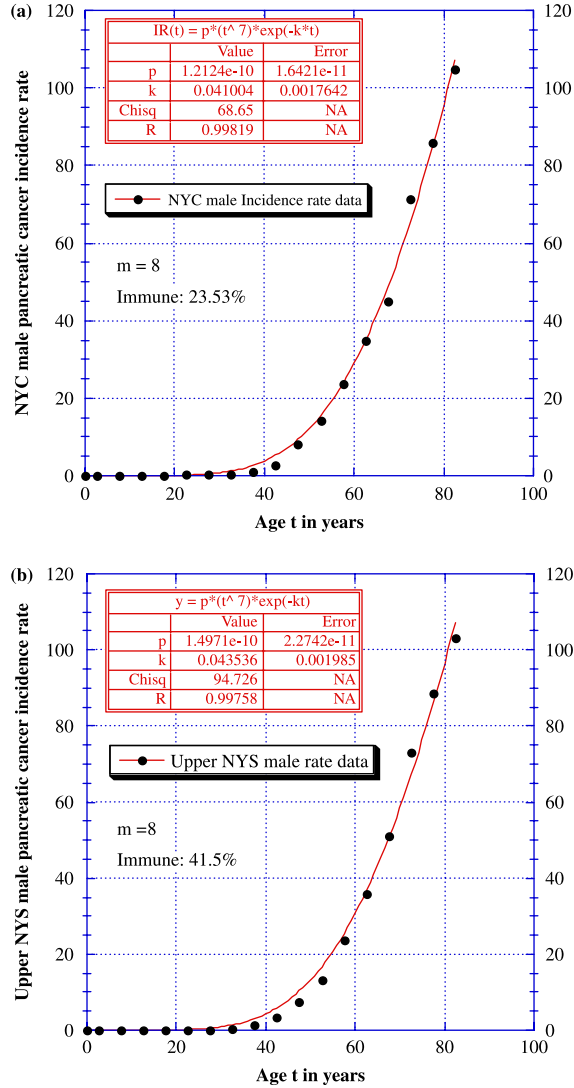 (a)
120
120
IR(t) = p*(t^ 7)*exp(-k*t)
Value Error
p 1.2124e-10 1.6421e-11
k 0.041004 0.0017642
Chisq 68.65 NA
R 0.99819 NA
100
100
80
80
NYC male Incidence rate data
60
60
m = 8
Immune: 23.53%
40
40
20
20
0
0
0 20 40 60 80 100
Age t in years
NYC male pancreatic cancer incidence rate
(b)
120
120
y = p*(t^ 7)*exp(-kt)
Value Error
p 1.4971e-10 2.2742e-11
k 0.043536 0.001985
Chisq 94.726 NA
R 0.99758 NA
100
100
80
80
Upper NYS male rate data
60
60
m =8
Immune: 41.5%
40
40
20
20
0
0
0 20 40 60 80 100
Age t in years
Upper NYS male pancreatic cancer incidence rate